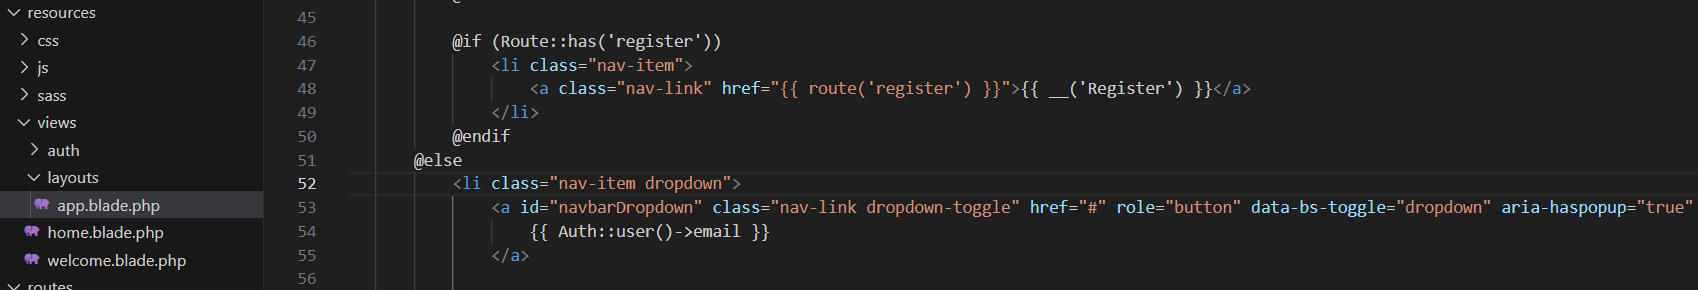 resources
css
js
sass
views
auth
layouts
app.blade.php
home.blade.php
welcome.blade.php
routes
45
46 @if (Route::has('register'))
47 <li class="nav-item">
48 <a class="nav-link" href="{{ route('register') }}">{{ __('Register') }}</a>
49 </li>
50 @endif
51 @else
52 <li class="nav-item dropdown">
53 <a id="navbarDropdown" class="nav-link dropdown-toggle" href="#" role="button" data-bs-toggle="dropdown" aria-haspopup="true"
54 {{ Auth::user()->email }}
55 </a>
56